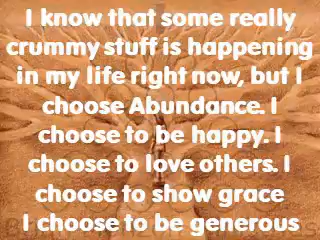 I know that some really
crummy stuff is happening
in my life right now, but I
choose Abundance. I
choose to be happy. I
choose to love others. I
choose to show grace
I choose to be generous